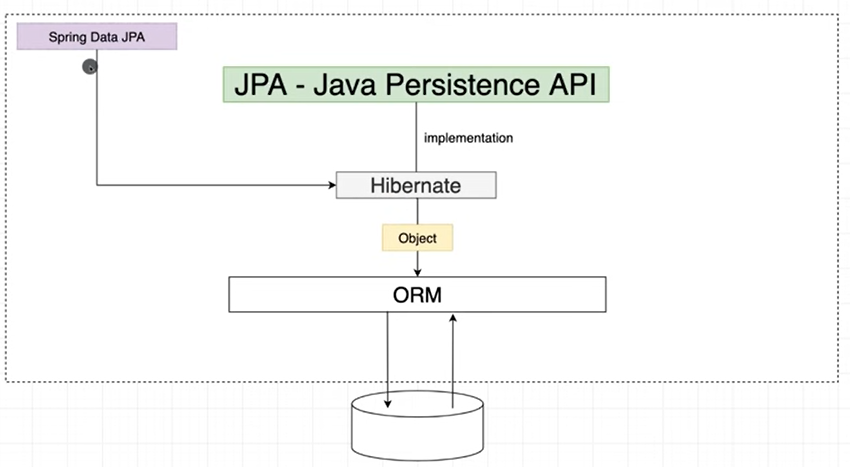 Spring Data JPA
JPA - Java Persistence API
implementation
Hibernate
Object
ORM